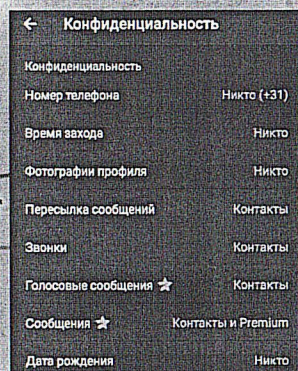 ← Конфиденциальность
Конфиденциальность
Номер телефона Никто (+31)
Время захода Никто
Фотографии профиля Никто
Пересылка сообщений Контакты
Звонки Контакты
Голосовые сообщения Контакты
Сообщения Контакты и Premium
Дата рождения Никто